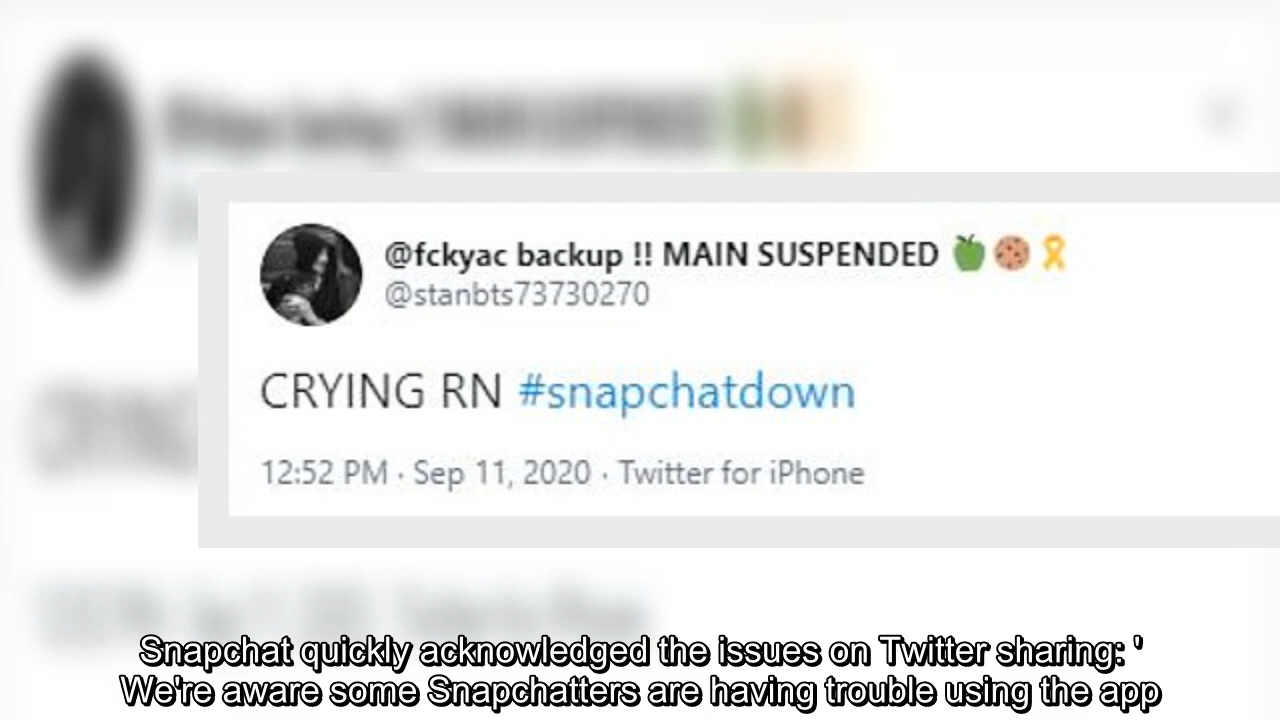 @fckyac backup !! MAIN SUSPENDED 🍏🍪🎗
@stanbts73730270
CRYING RN #snapchatdown
12:52 PM · Sep 11, 2020 · Twitter for iPhone
Snapchat quickly acknowledged the issues on Twitter sharing: '
We're aware some Snapchatters are having trouble using the app